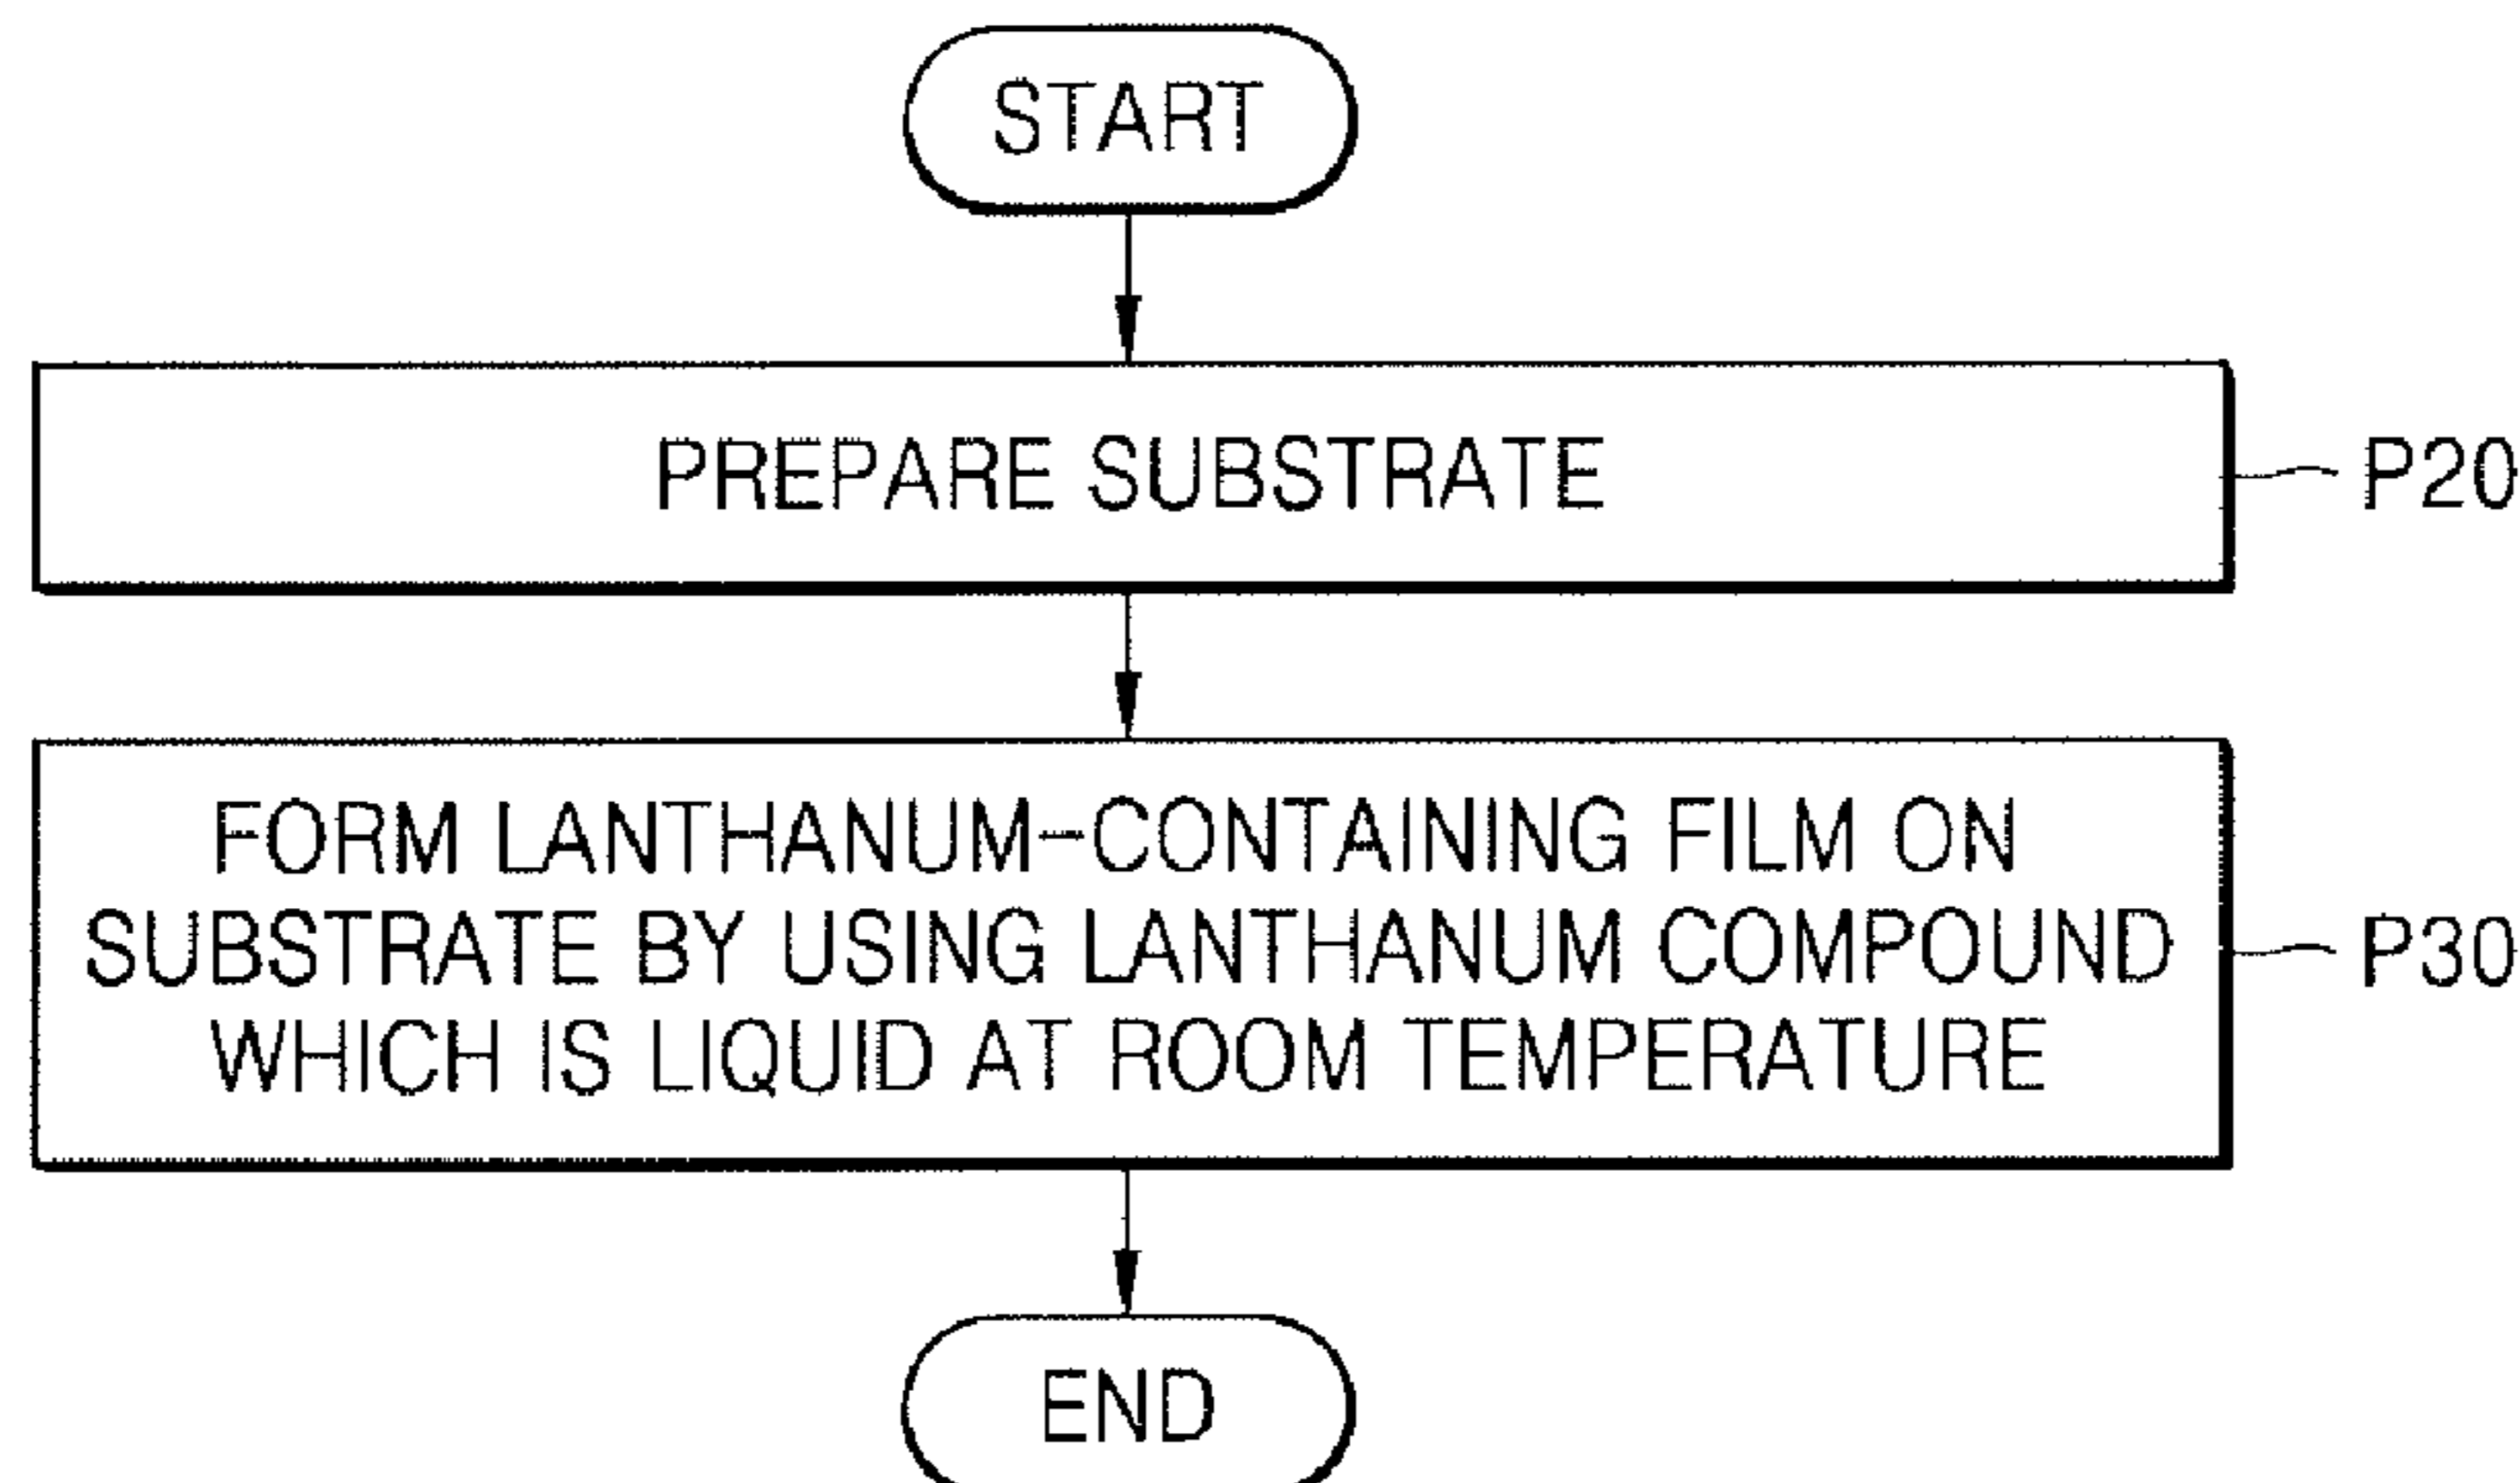 START
PREPARE SUBSTRATE
P20
FORM LANTHANUM-CONTAINING FILM ON
SUBSTRATE BY USING LANTHANUM COMPOUND
WHICH IS LIQUID AT ROOM TEMPERATURE
P30
END